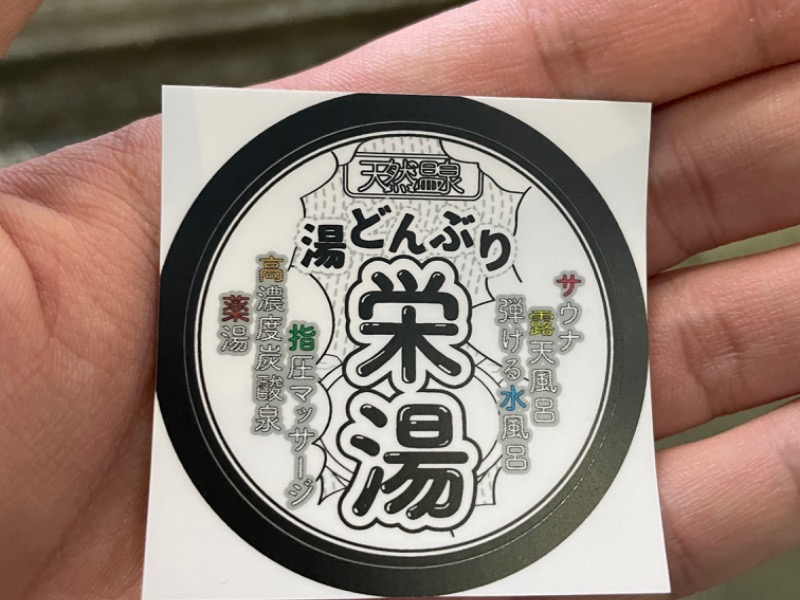 天然温泉
湯どんぶり
栄湯
サウナ
露天風呂
弾ける水風呂
指圧マッサージ
高濃度炭酸泉
薬湯